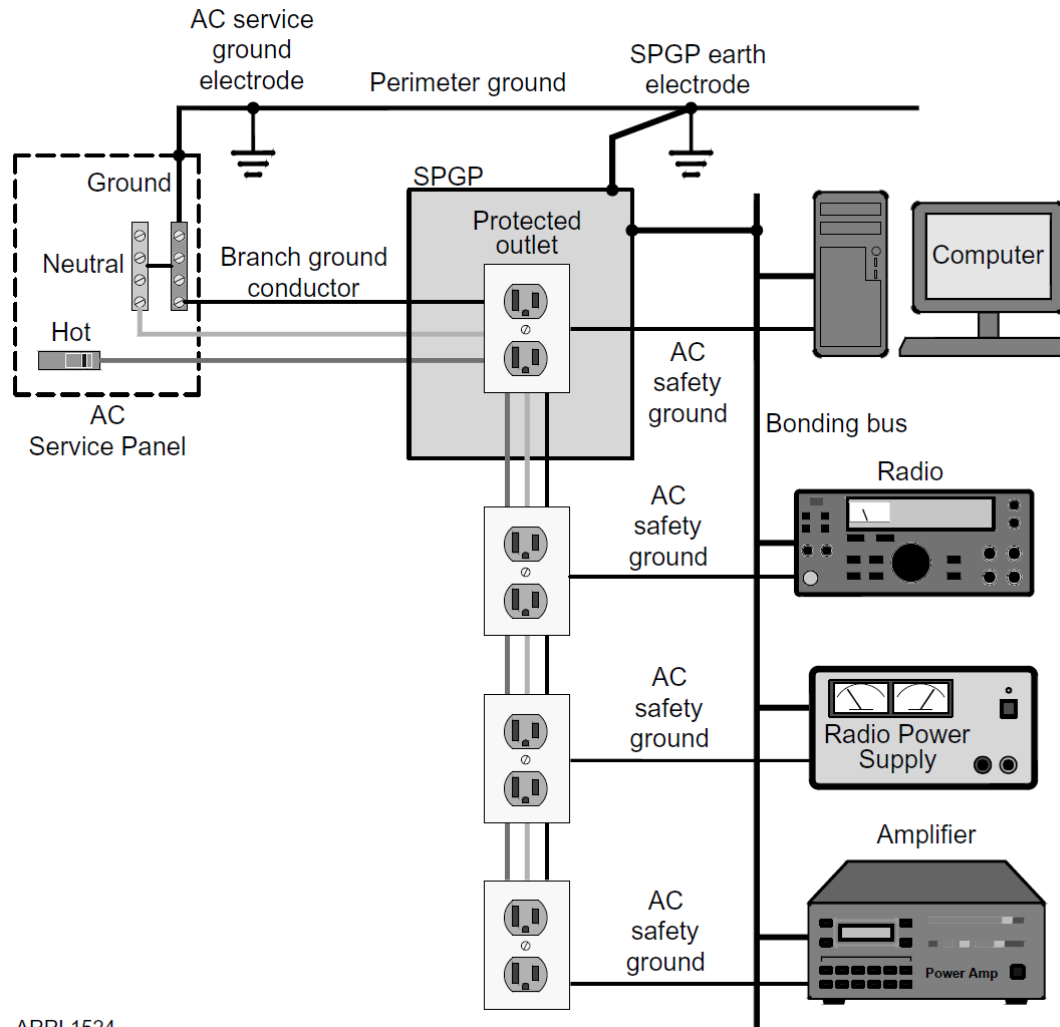 AC service
ground
electrode
Perimeter ground
SPGP earth
electrode
Ground
SPGP
Protected
outlet
Neutral
Branch ground
conductor
Computer
Hot
AC
safety
ground
AC
Service Panel
Bonding bus
Radio
AC
safety
ground
AC
safety
ground
Radio Power
Supply
Amplifier
AC
safety
ground
Power Amp